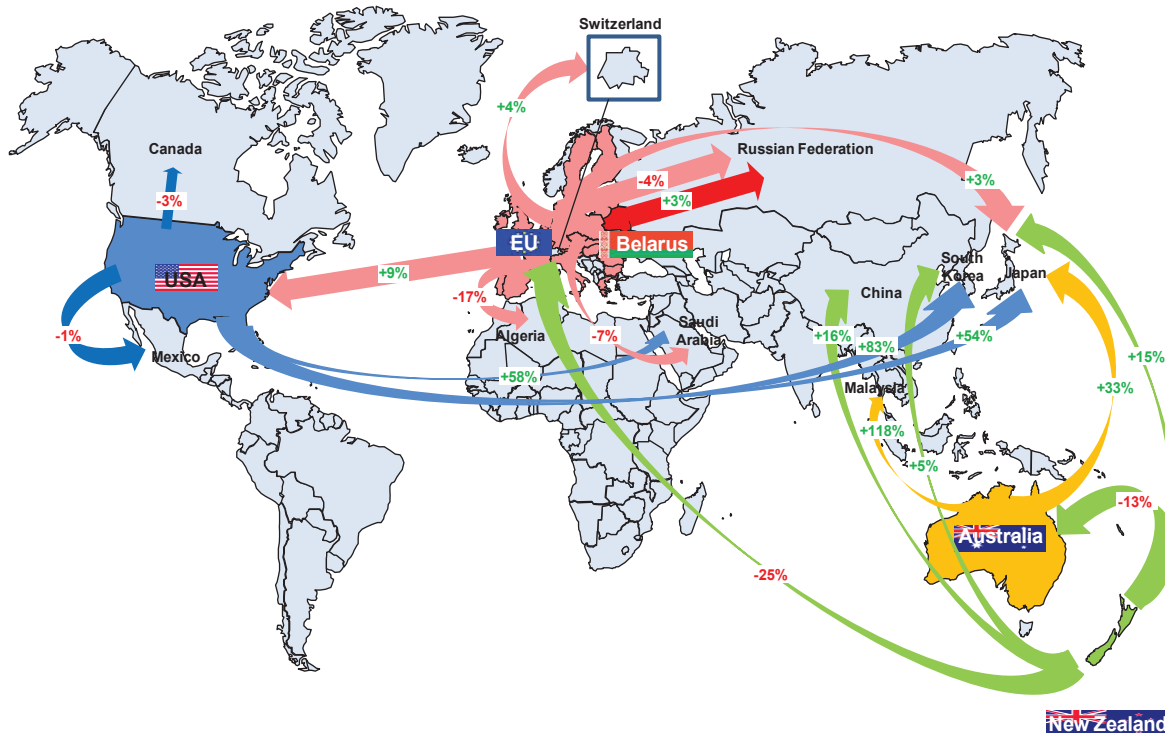 Switzerland
+4%
Canada
Russian Federation
-4%
+3%
+3%
-3%
EU
Belarus
USA
+9%
South
Korea
Japan
China
-17%
Algeria
-7%
Saudi
Arabia
+16%
+83%
+54%
-1%
Mexico
+58%
+15%
+33%
Malaysia
+118%
+5%
-13%
Australia
-25%
New Zealand